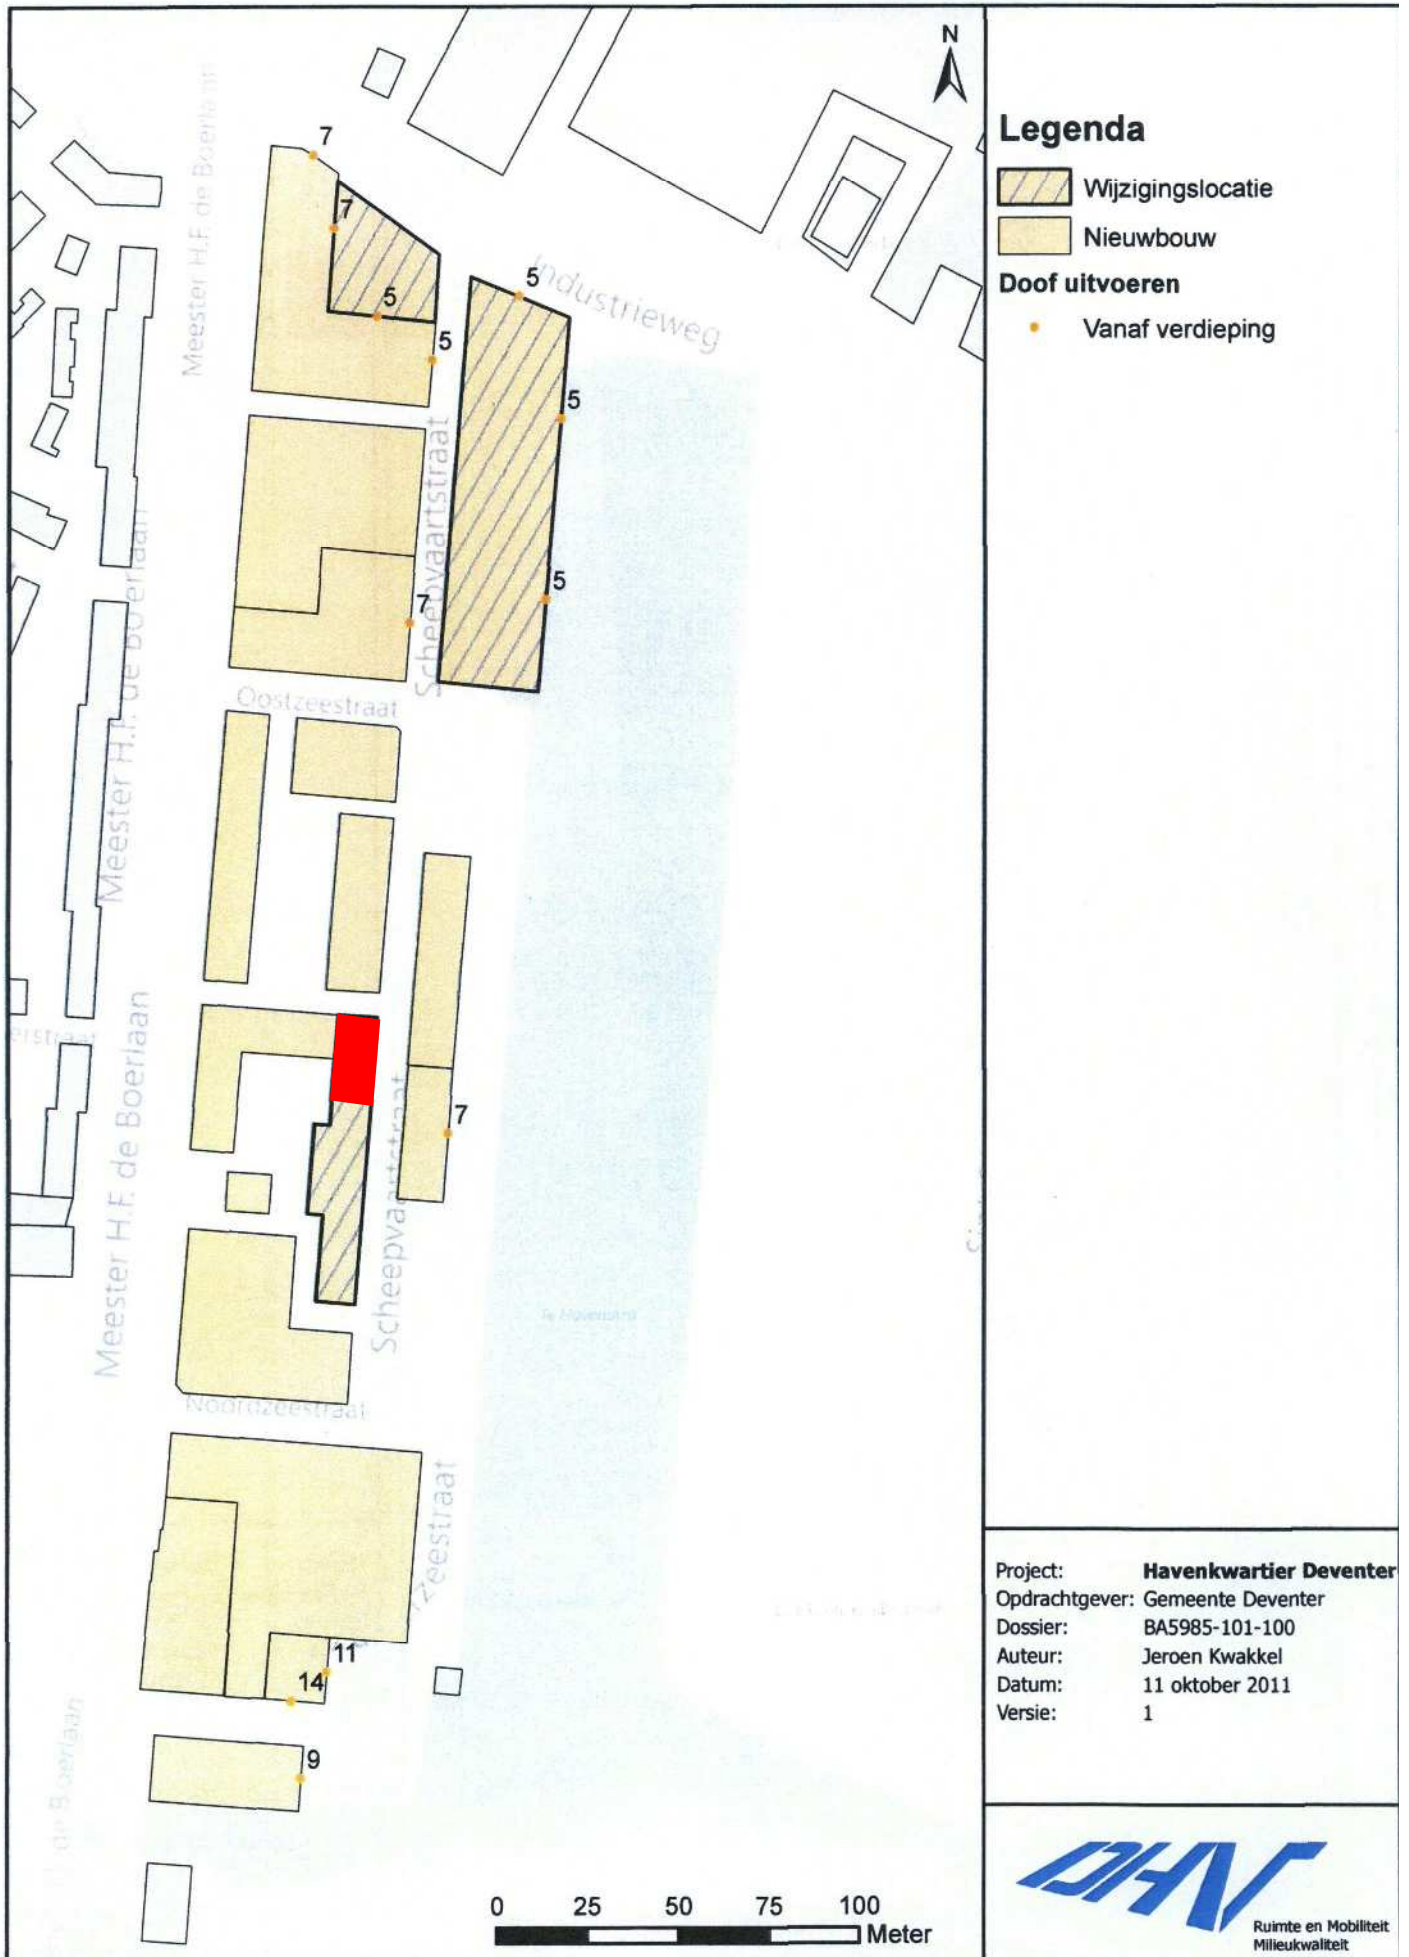 N
Legenda
Wijzigingslocatie
Nieuwbouw
Doof uitvoeren
Vanaf verdieping
7
7
5
5
5
5
5
7
7
11
14
9
Meester H.F. de Boerlaan
Industrieweg
Scheepvaartstraat
Meester H.F. de Boerlaan
Oostzeestraat
erstraat
Meester H.F. de Boerlaan
Scheepvaartstraat
Noordzeestraat
zeestraat
de Boerlaan
0 25 50 75 100
Meter
Project: Havenkwartier Deventer
Opdrachtgever: Gemeente Deventer
Dossier: BA5985-101-100
Auteur: Jeroen Kwakkel
Datum: 11 oktober 2011
Versie: 1
DHV
Ruimte en Mobiliteit
Milieukwaliteit